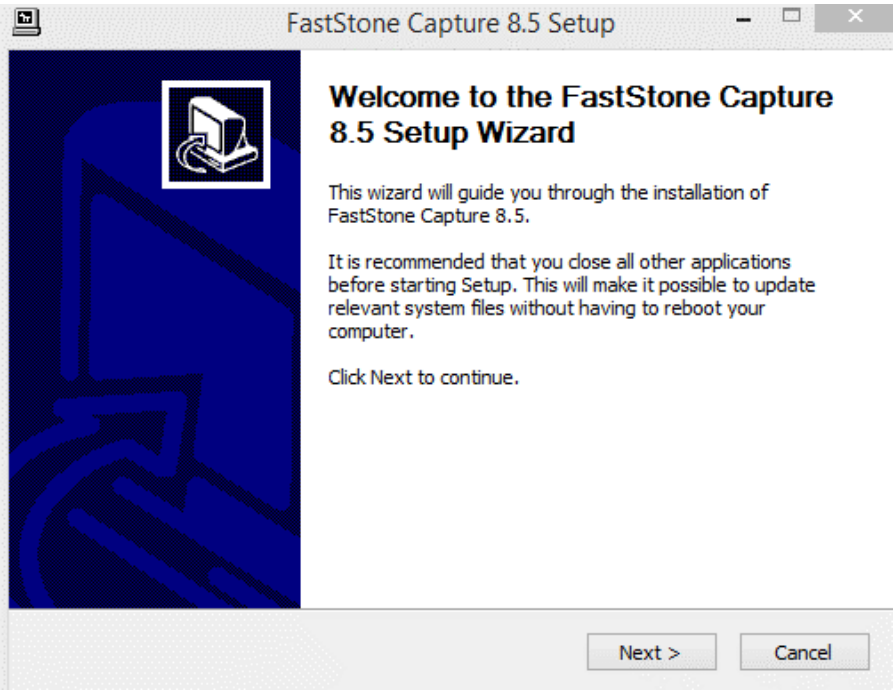 FastStone Capture 8.5 Setup
Welcome to the FastStone Capture
8.5 Setup Wizard
This wizard will guide you through the installation of
FastStone Capture 8.5.
It is recommended that you close all other applications
before starting Setup. This will make it possible to update
relevant system files without having to reboot your
computer.
Click Next to continue.
Next >
Cancel